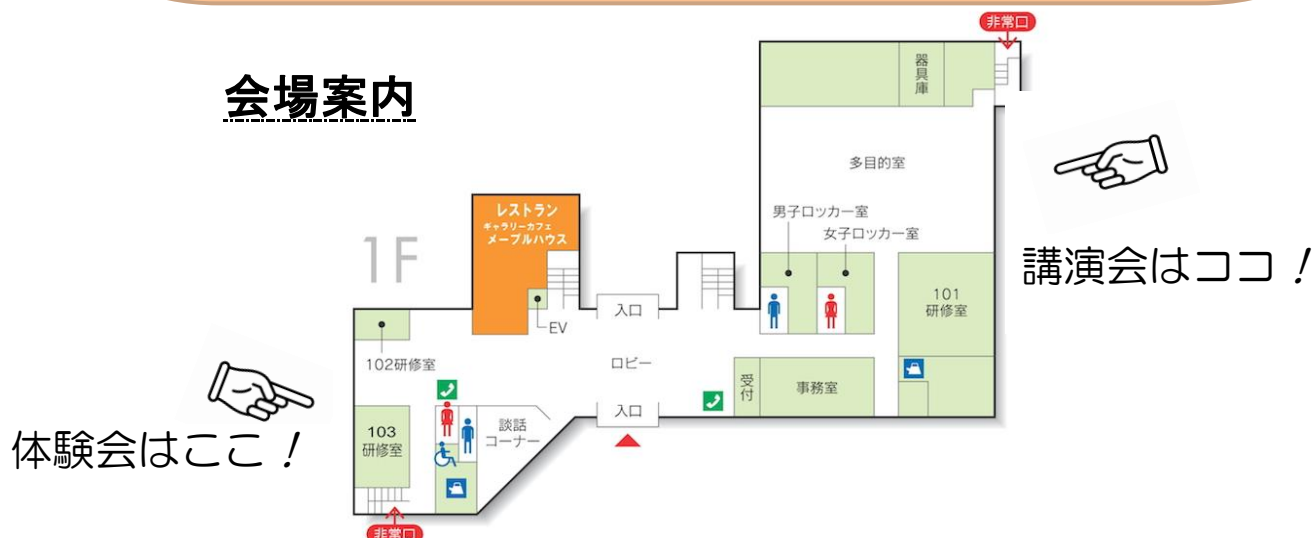 非常口
会場案内
器具庫
多目的室
レストラン
ギャラリーカフェ
メープルハウス
男子ロッカー室
女子ロッカー室
1F
講演会はココ！
101
研修室
入口
EV
102研修室
ロビー
受付
事務室
入口
談話
コーナー
103
研修室
体験会はここ！
非常口